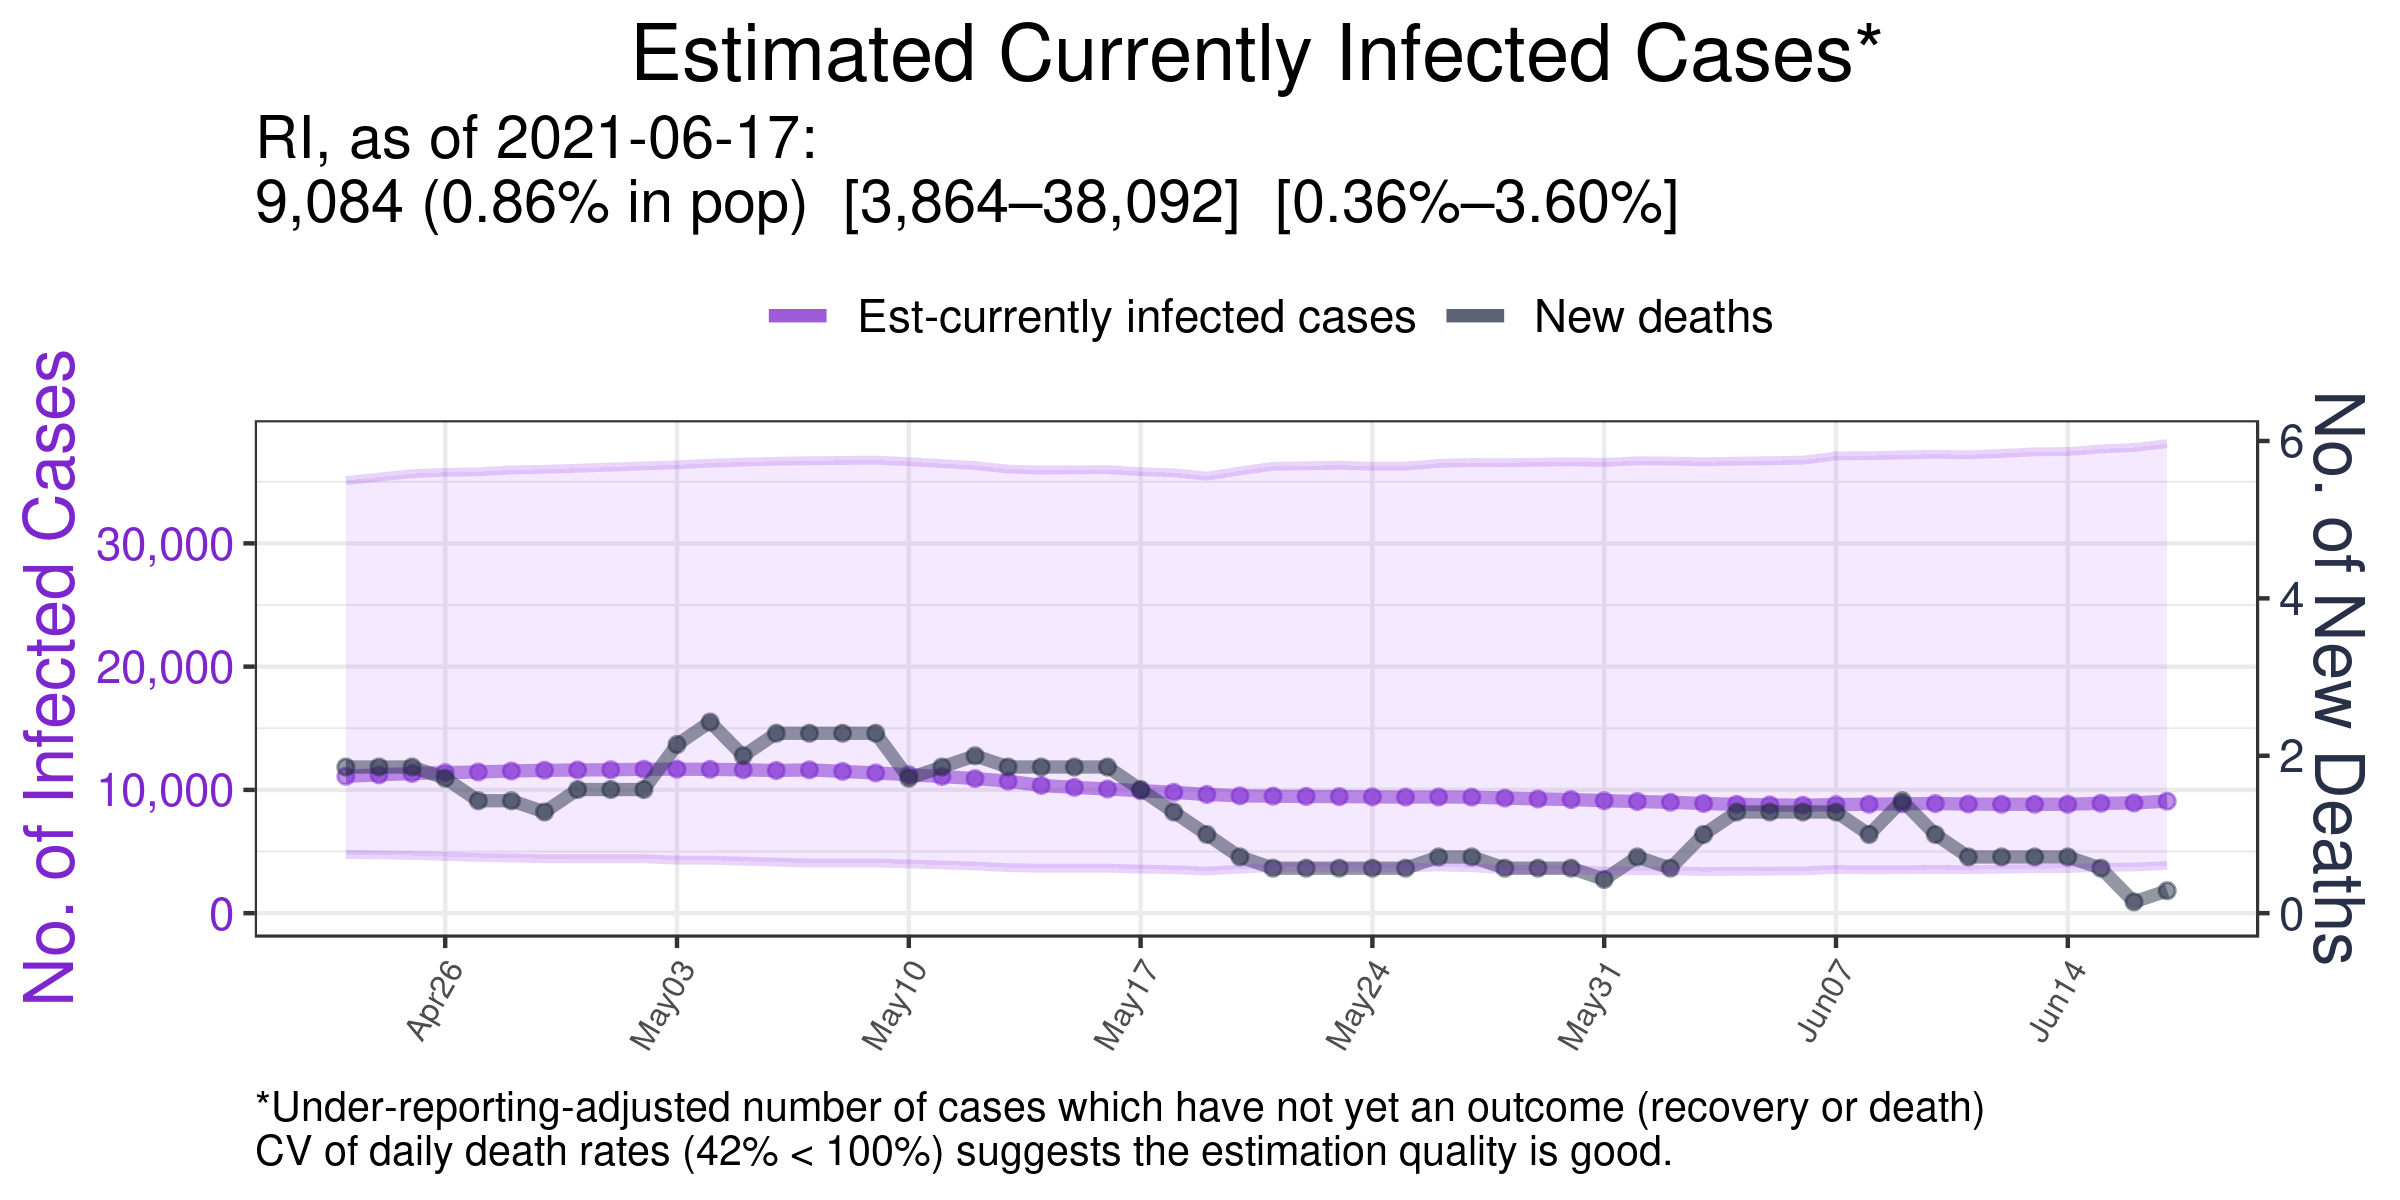 Estimated Currently Infected Cases*
RI, as of 2021-06-17:
9,084 (0.86% in pop)  [3,864–38,092]  [0.36%–3.60%]
Est-currently infected cases
New deaths
No. of Infected Cases
30,000
20,000
10,000
0
6
4
2
0
No. of New Deaths
Apr26
May03
May10
May17
May24
May31
Jun07
Jun14
*Under-reporting-adjusted number of cases which have not yet an outcome (recovery or death)
CV of daily death rates (42% < 100%) suggests the estimation quality is good.